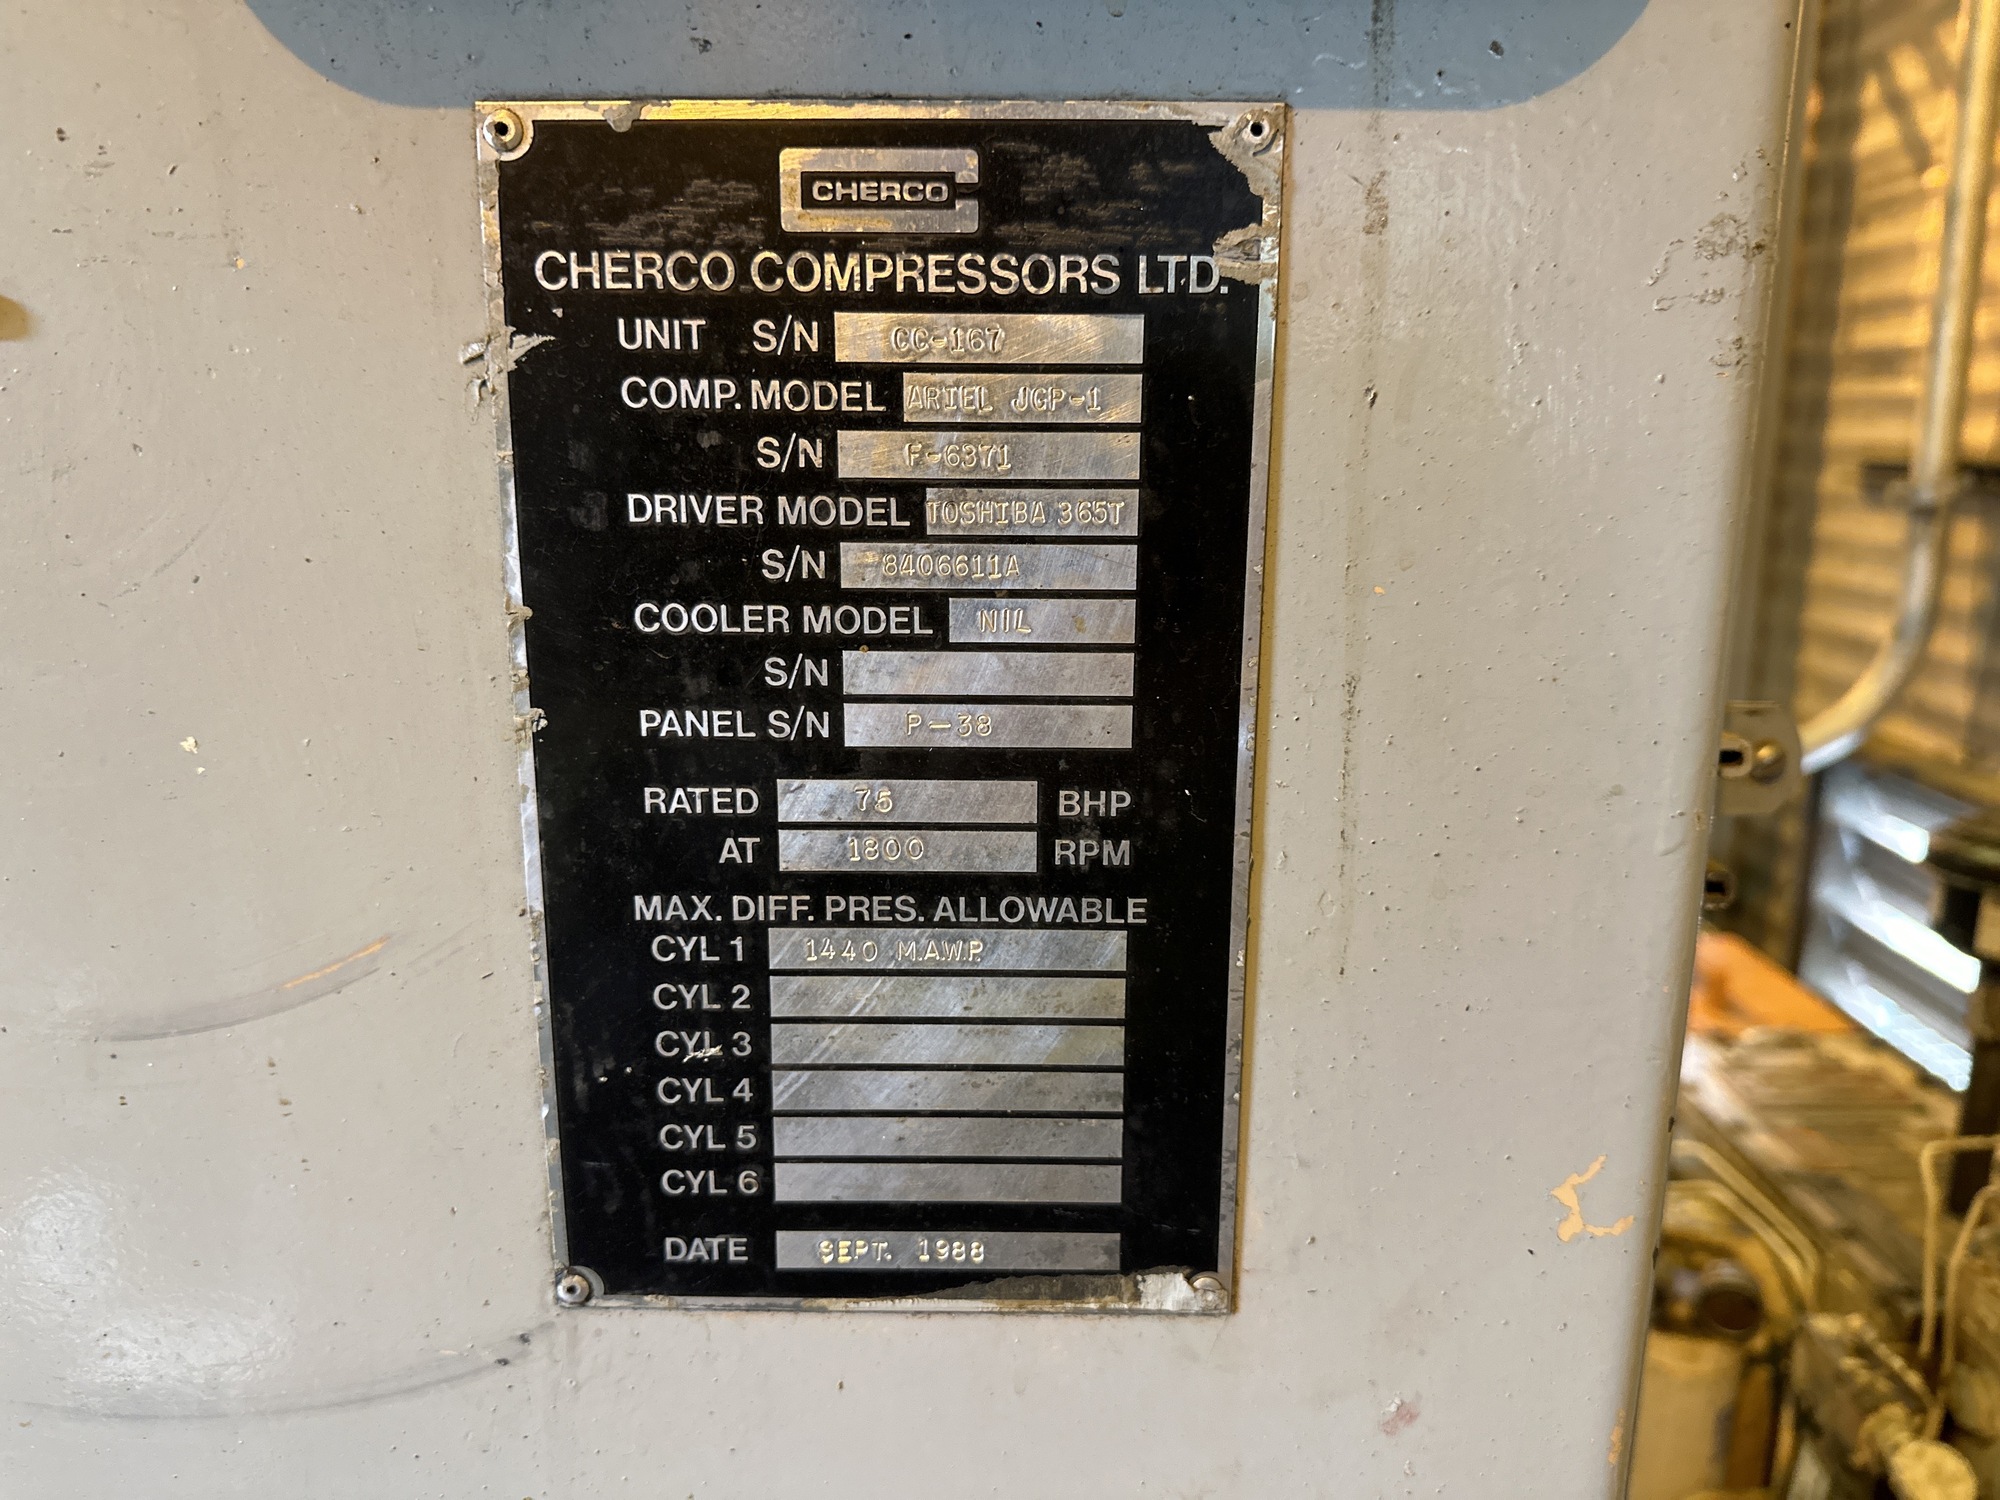 CHERCO
CHERCO COMPRESSORS LTD.
UNIT S/N CC-167
COMP. MODEL ARIEL JGP-1
S/N F-6371
DRIVER MODEL TOSHIBA 365T
S/N 8406611A
COOLER MODEL NIL
S/N
PANEL S/N P-38
RATED 75 BHP
AT 1800 RPM
MAX. DIFF. PRES. ALLOWABLE
CYL 1 1440 M.A.W.P.
CYL 2
CYL 3
CYL 4
CYL 5
CYL 6
DATE SEPT. 1988